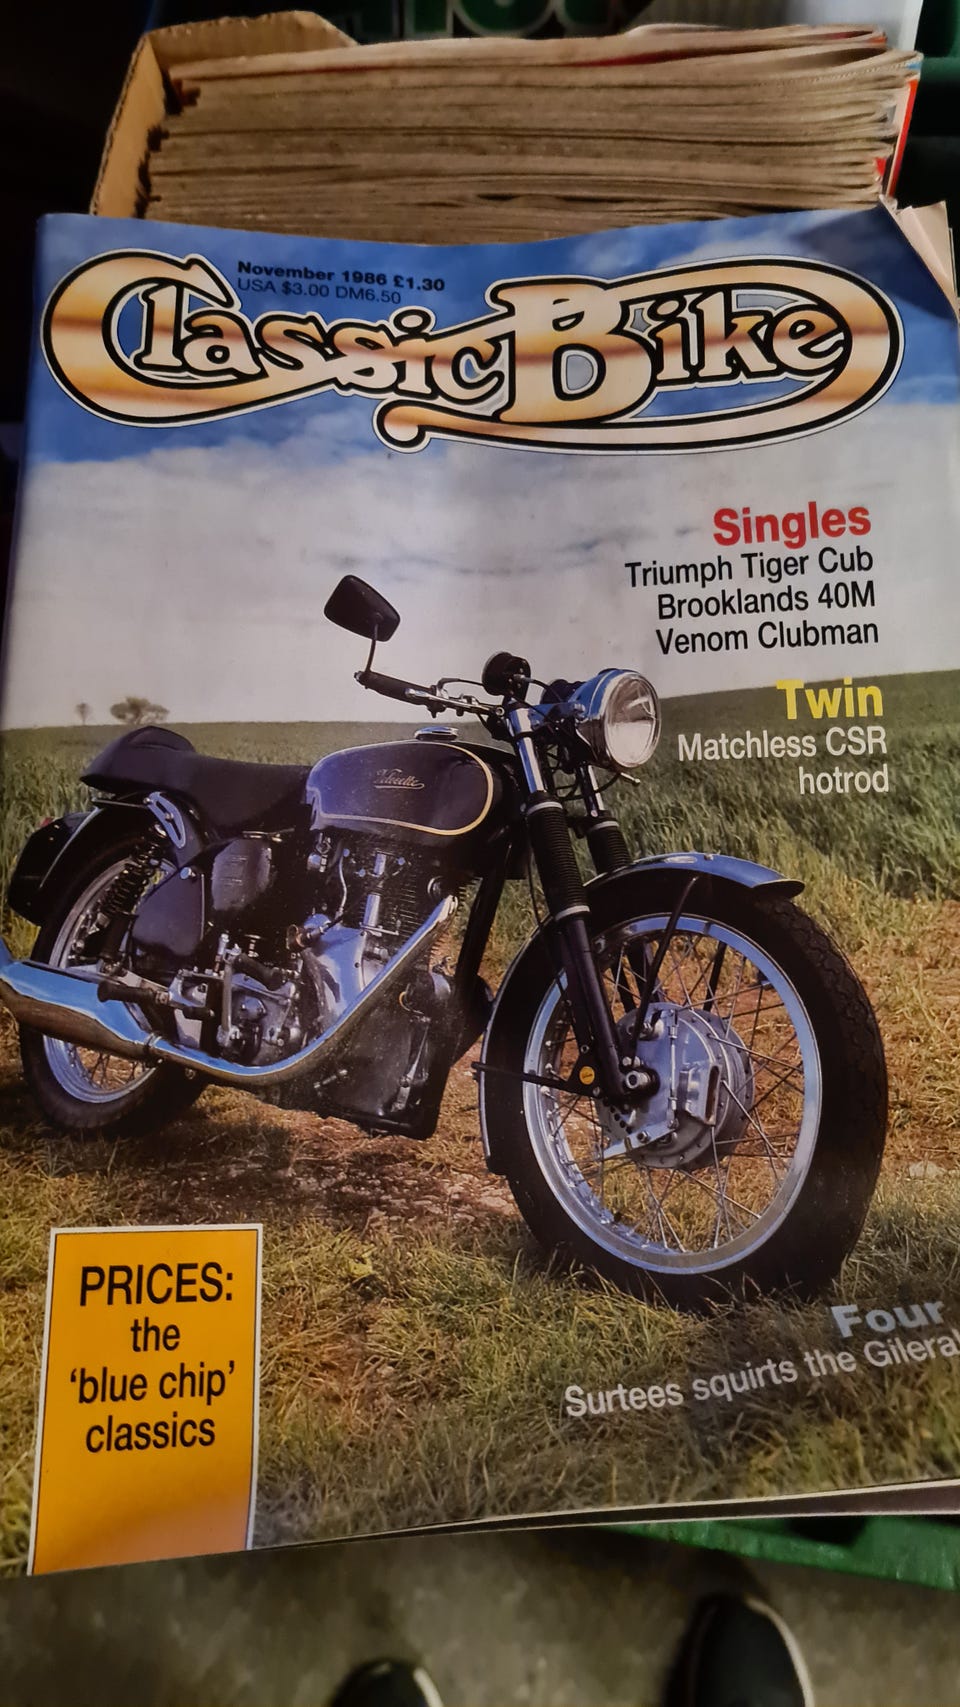 November 1986 £1.30
USA $3.00 DM6.50
Classic Bike
Singles
Triumph Tiger Cub
Brooklands 40M
Venom Clubman
Twin
Matchless CSR
hotrod
Velocette
PRICES:
the
'blue chip'
classics
Four
Surtees squirts the Gilera